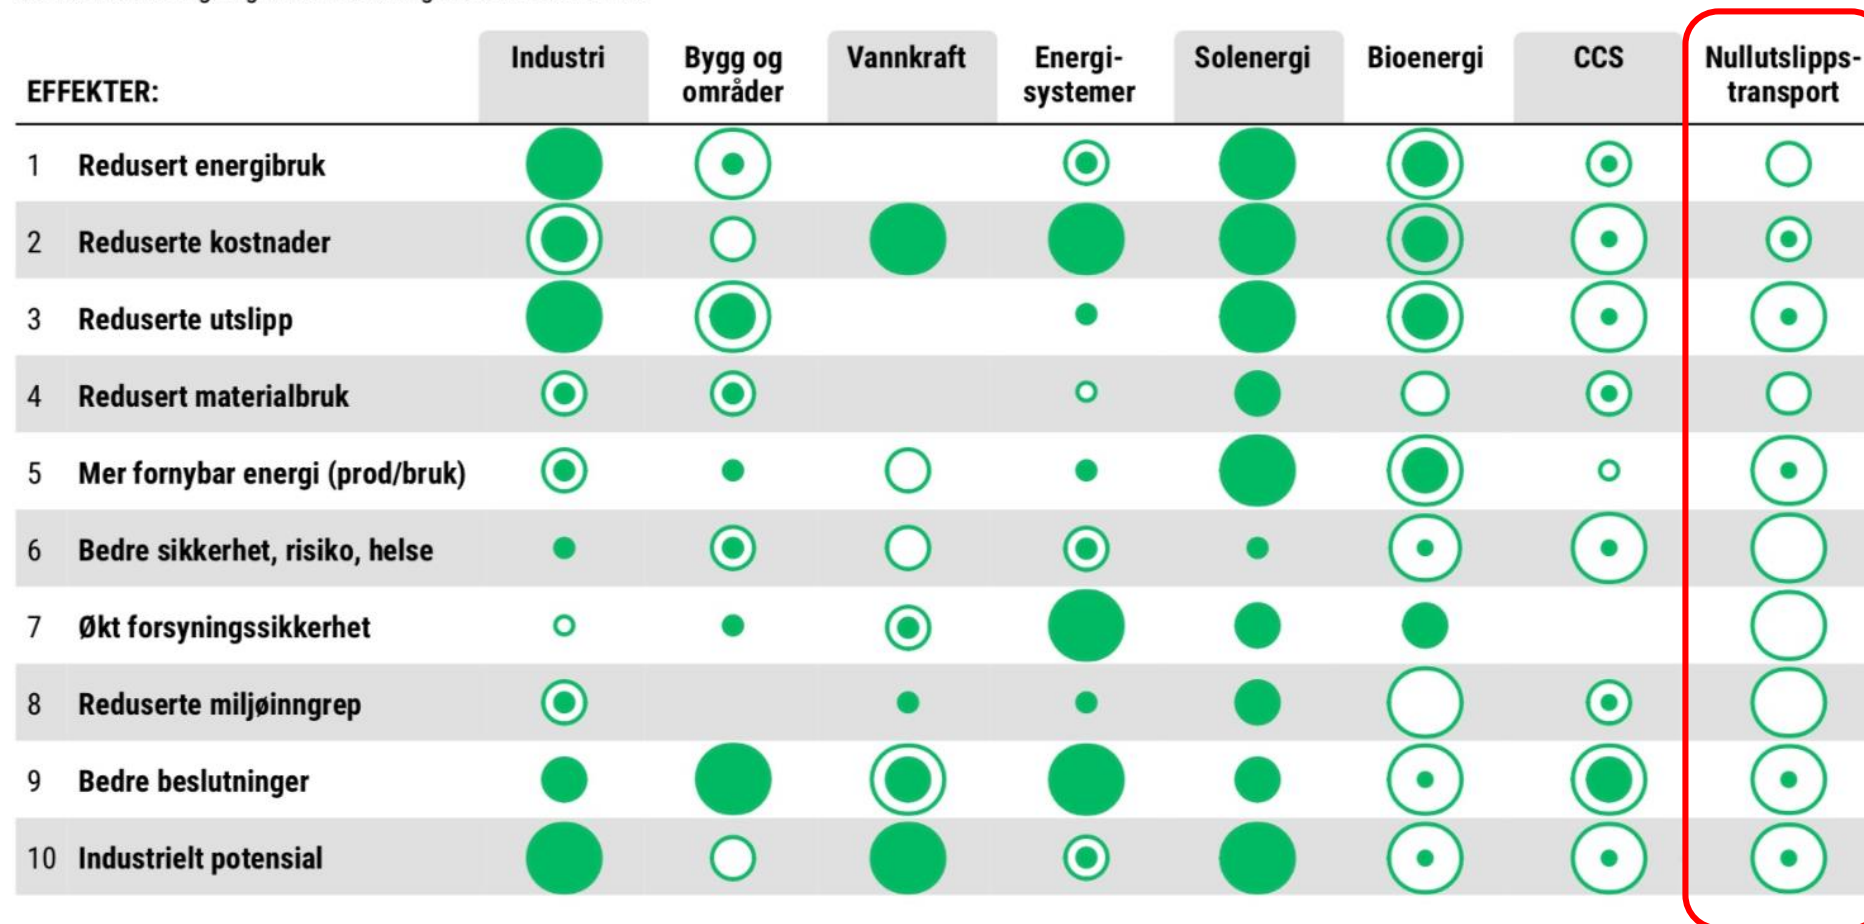 Industri
Bygg og
områder
Vannkraft
Energi-
systemer
Solenergi
Bioenergi
CCS
Nullutslipps-
transport
EFFEKTER:
1 Redusert energibruk
2 Reduserte kostnader
3 Reduserte utslipp
4 Redusert materialbruk
5 Mer fornybar energi (prod/bruk)
6 Bedre sikkerhet, risiko, helse
7 Økt forsyningssikkerhet
8 Reduserte miljøinngrep
9 Bedre beslutninger
10 Industrielt potensial